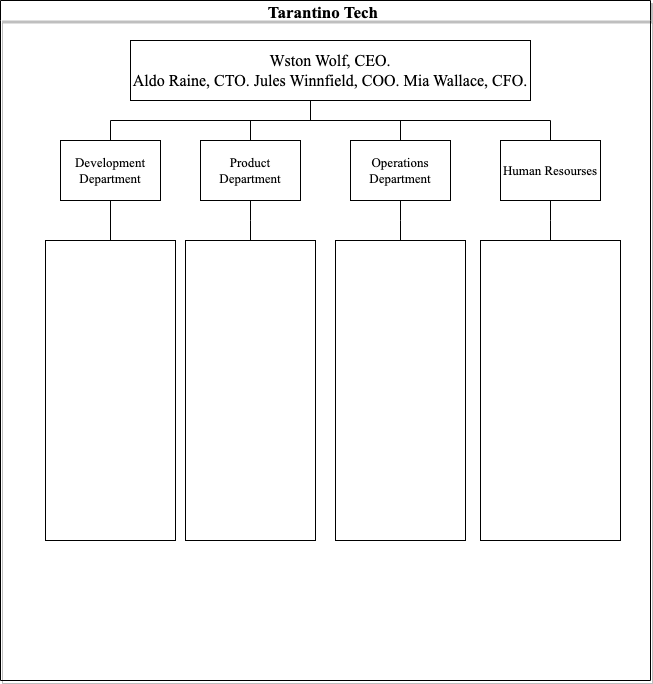 Tarantino Tech
Wston Wolf, CEO.
Aldo Raine, CTO. Jules Winnfield, COO. Mia Wallace, CFO.
Development
Department
Product
Department
Operations
Department
Human Resourses